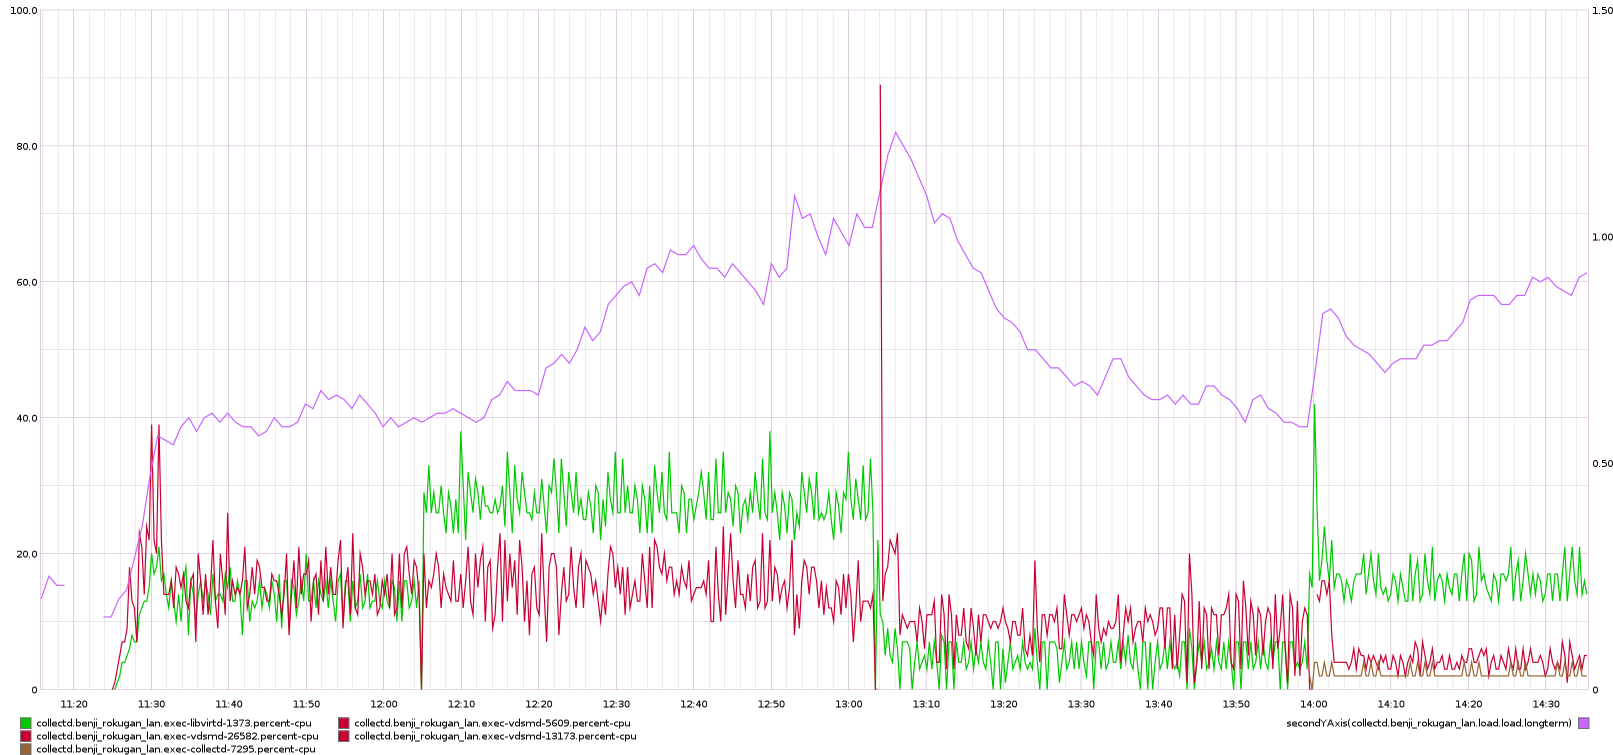 100.0 1.50
80.0
1.00
60.0
40.0
0.50
20.0
0 0
11:20 11:30 11:40 11:50 12:00 12:10 12:20 12:30 12:40 12:50 13:00 13:10 13:20 13:30 13:40 13:50 14:00 14:10 14:20 14:30
collectd.benji_rokugan_lan.exec-libvirtd-1373.percent-cpu collectd.benji_rokugan_lan.exec-vdsmd-5609.percent-cpu secondYAxis(collectd.benji_rokugan_lan.load.load.longterm)
collectd.benji_rokugan_lan.exec-vdsmd-26582.percent-cpu collectd.benji_rokugan_lan.exec-vdsmd-13173.percent-cpu
collectd.benji_rokugan_lan.exec-collectd-7295.percent-cpu